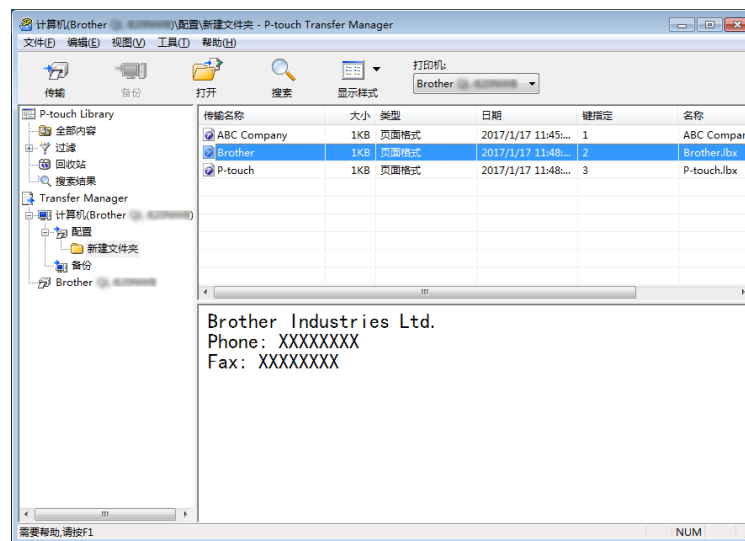 计算机(Brother )\配置\新建文件夹 - P-touch Transfer Manager
文件(F) 编辑(E) 视图(V) 工具(T) 帮助(H)
传输 备份 打开 搜索 显示样式 打印机:
Brother
P-touch Library
全部内容
过滤
回收站
搜索结果
Transfer Manager
计算机(Brother )
配置
新建文件夹
备份
Brother
传输名称 大小 类型 日期 键指定 名称
ABC Company 1KB 页面格式 2017/1/17 11:45:... 1 ABC Compar
Brother 1KB 页面格式 2017/1/17 11:48:... 2 Brother.lbx
P-touch 1KB 页面格式 2017/1/17 11:48:... 3 P-touch.lbx
Brother Industries Ltd.
Phone: XXXXXXXX
Fax: XXXXXXXX
需要帮助,请按F1 NUM